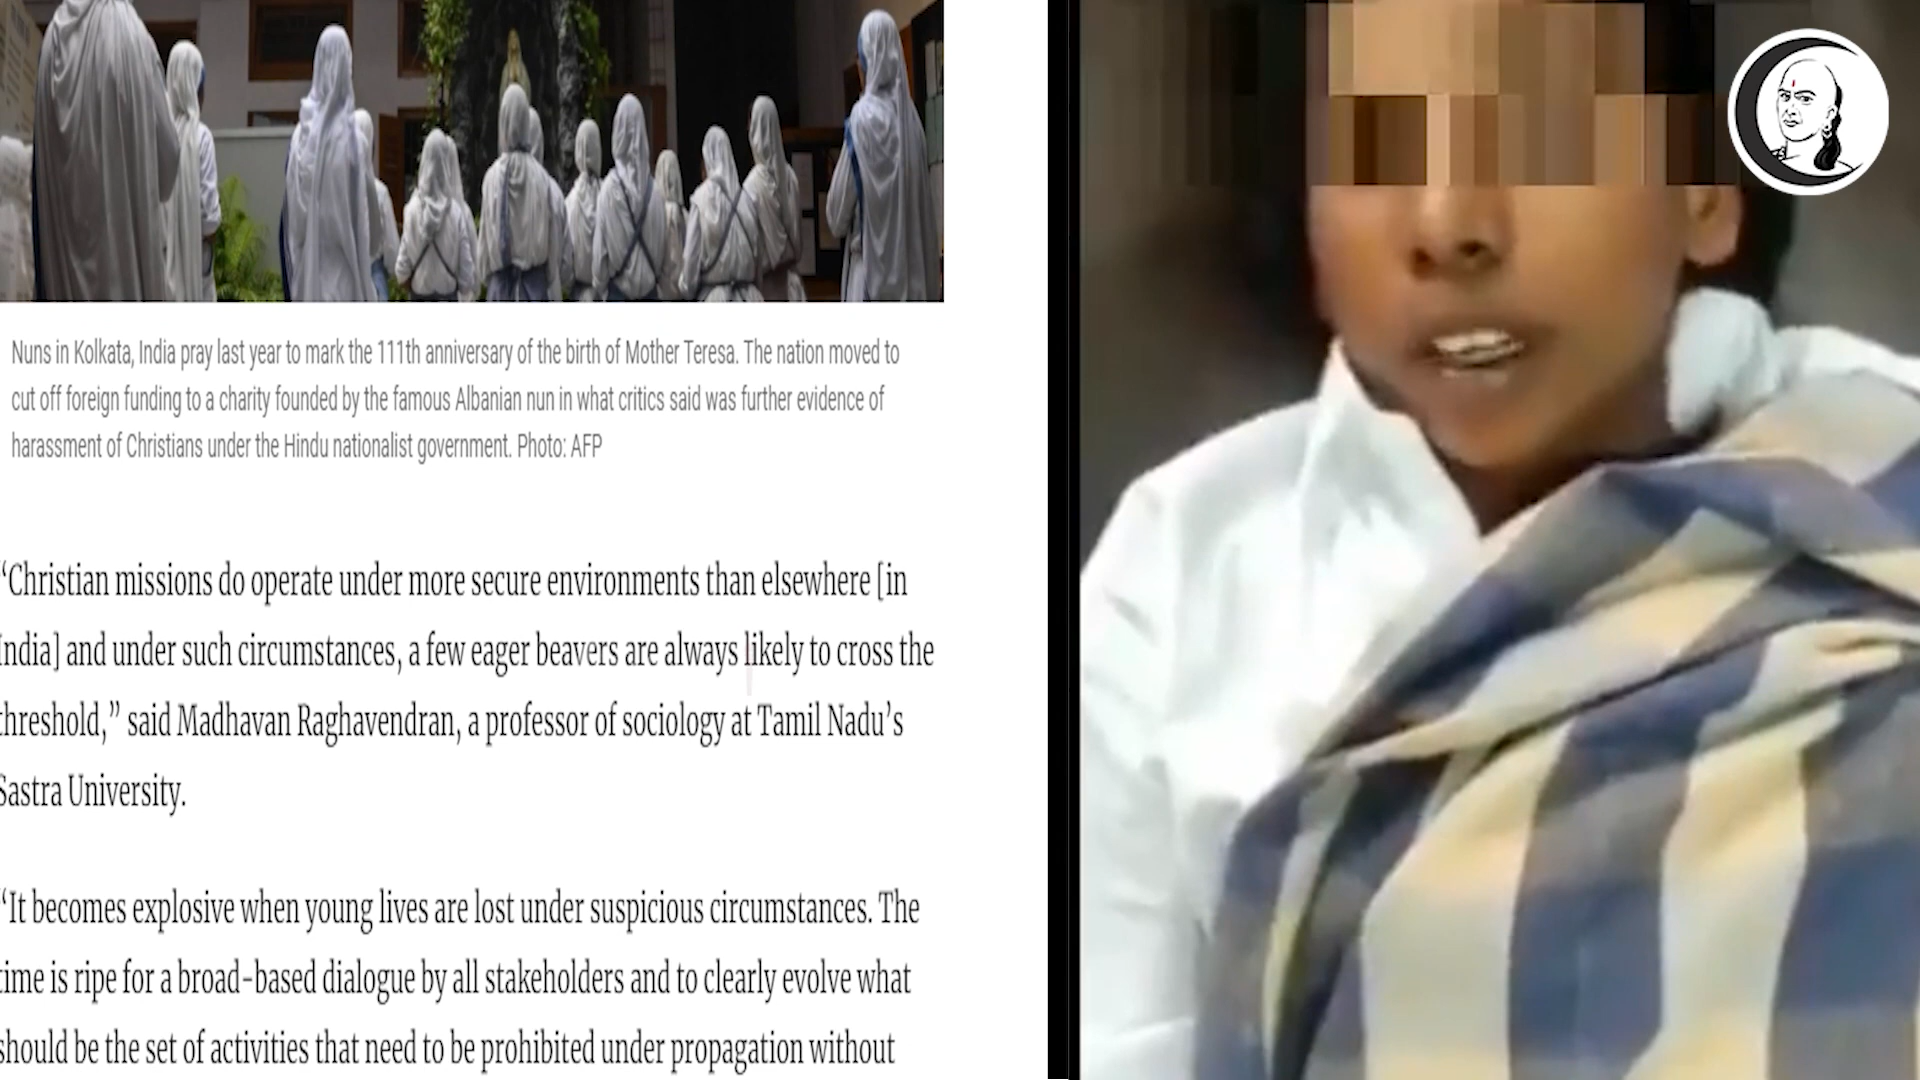 Nuns in Kolkata, India pray last year to mark the 111th anniversary of the birth of Mother Teresa. The nation moved to
cut off foreign funding to a charity founded by the famous Albanian nun in what critics said was further evidence of
harassment of Christians under the Hindu nationalist government. Photo: AFP
“Christian missions do operate under more secure environments than elsewhere [in
India] and under such circumstances, a few eager beavers are always likely to cross the
threshold,” said Madhavan Raghavendran, a professor of sociology at Tamil Nadu’s
Sastra University.
“It becomes explosive when young lives are lost under suspicious circumstances. The
time is ripe for a broad-based dialogue by all stakeholders and to clearly evolve what
should be the set of activities that need to be prohibited under propagation without